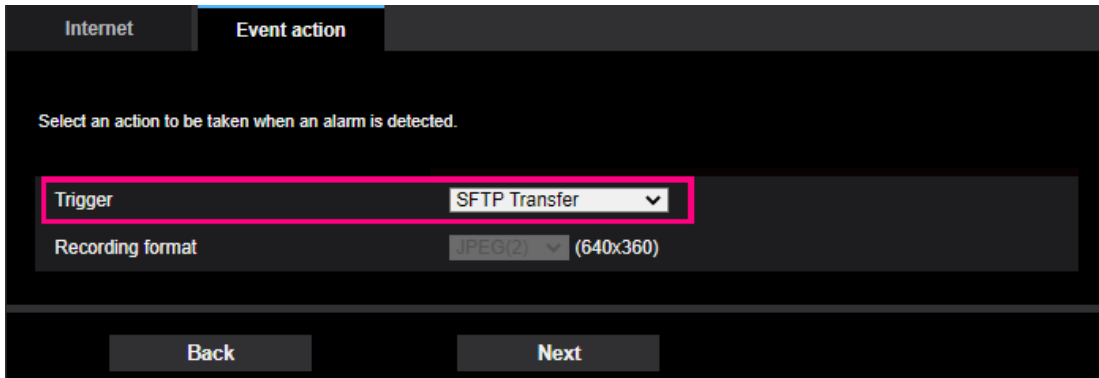 Internet Event action
Select an action to be taken when an alarm is detected.
Trigger SFTP Transfer
Recording format JPEG(2) (640x360)
Back Next